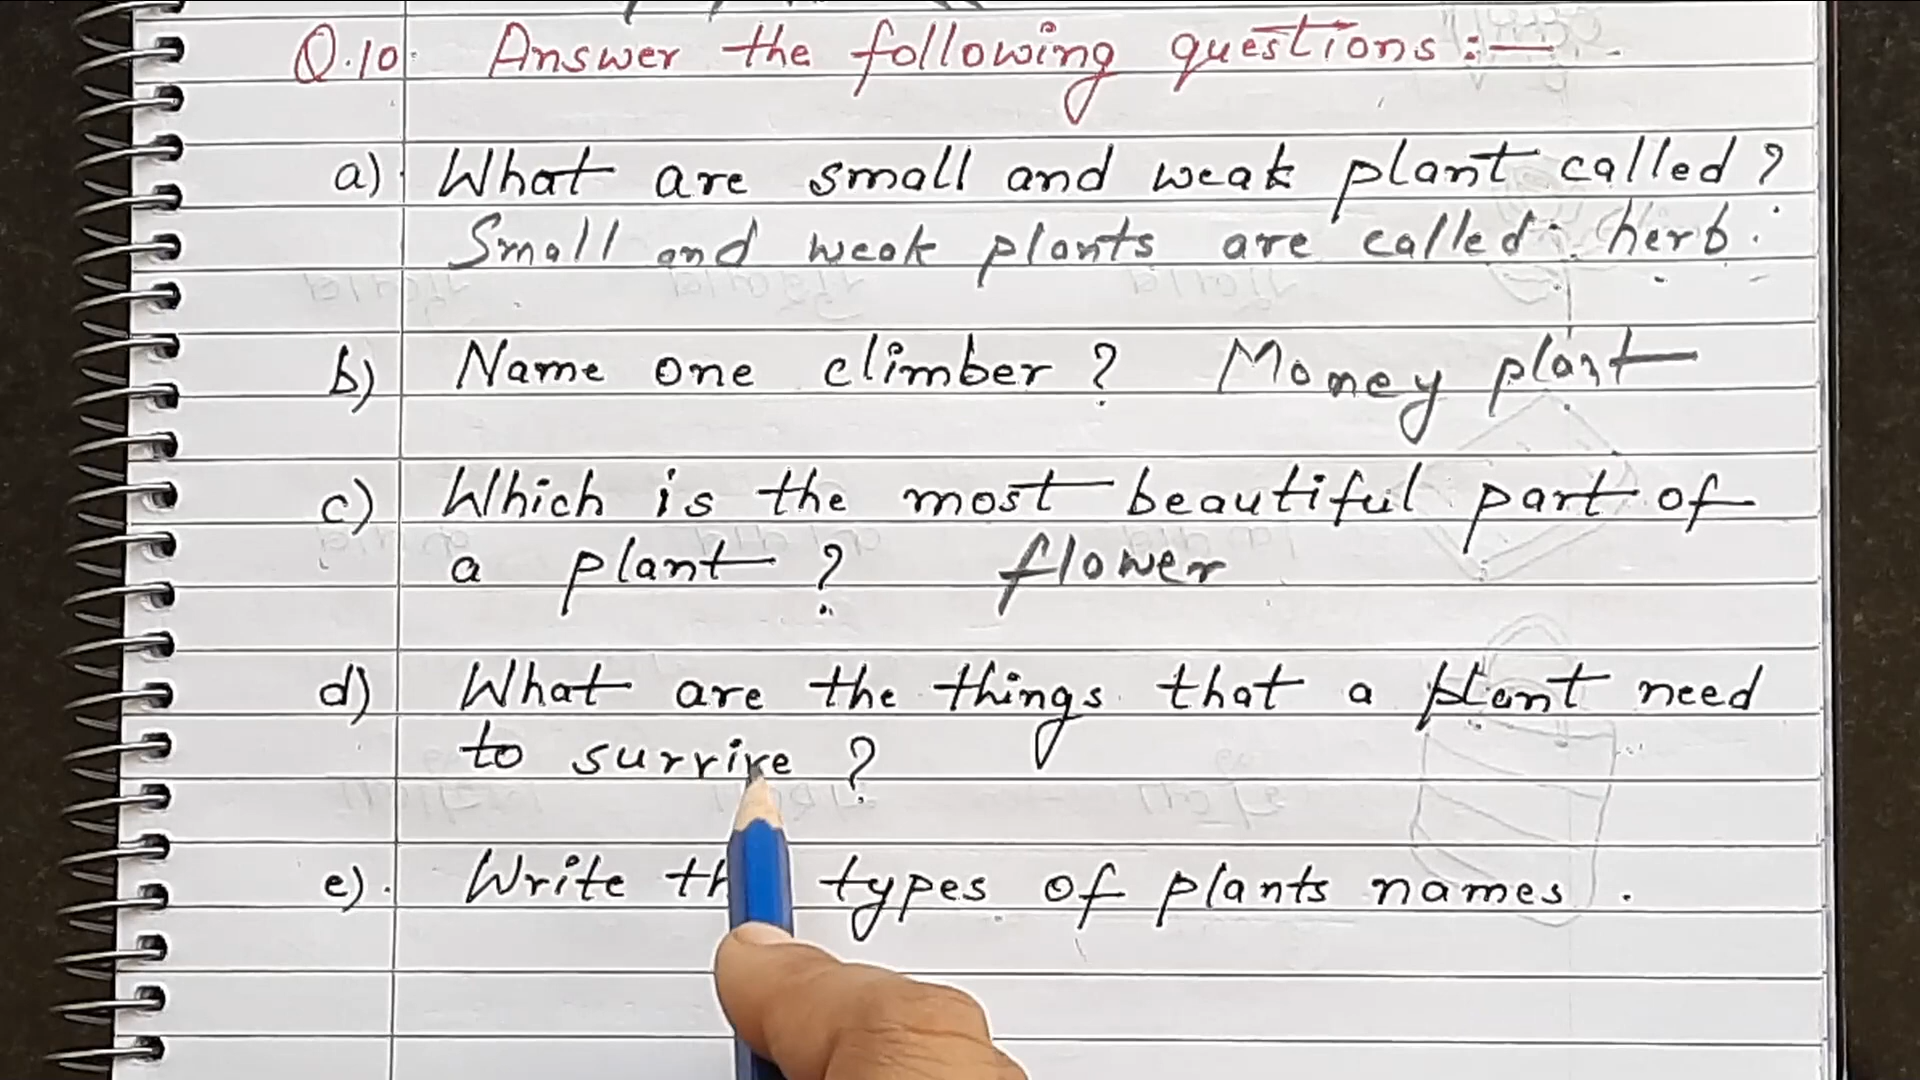 Q.10. Answer the following questions :-
a) What are small and weak plant called ?
Small and weak plants are called herb.
b) Name one climber ? Money plant
c) Which is the most beautiful part of
a plant ? flower
d) What are the things that a plant need
to survive ?
e). Write types of plants names .